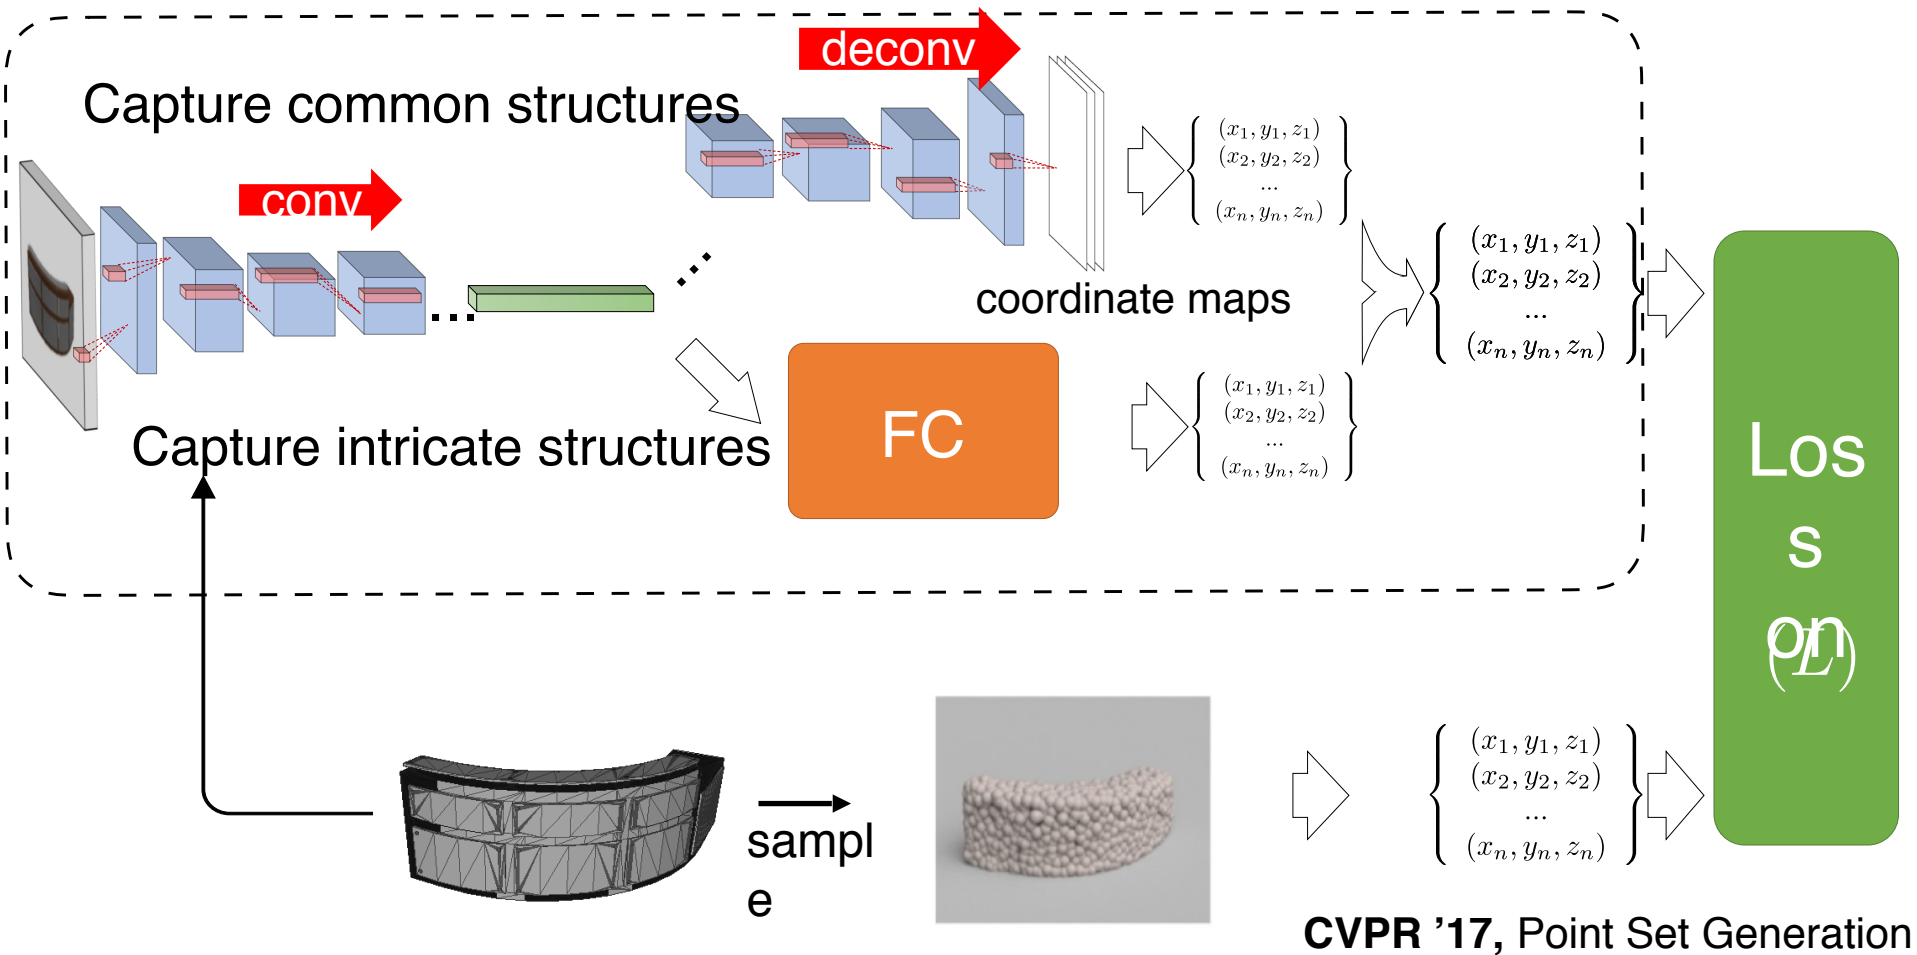 deconv
Capture common structures
conv
(x₁, y₁, z₁)
(x₂, y₂, z₂)
...
(xₙ, yₙ, zₙ)
coordinate maps
(x₁, y₁, z₁)
(x₂, y₂, z₂)
...
(xₙ, yₙ, zₙ)
Capture intricate structures
FC
(x₁, y₁, z₁)
(x₂, y₂, z₂)
...
(xₙ, yₙ, zₙ)
Los
s
on
(L)
sampl
e
(x₁, y₁, z₁)
(x₂, y₂, z₂)
...
(xₙ, yₙ, zₙ)
CVPR ’17, Point Set Generation